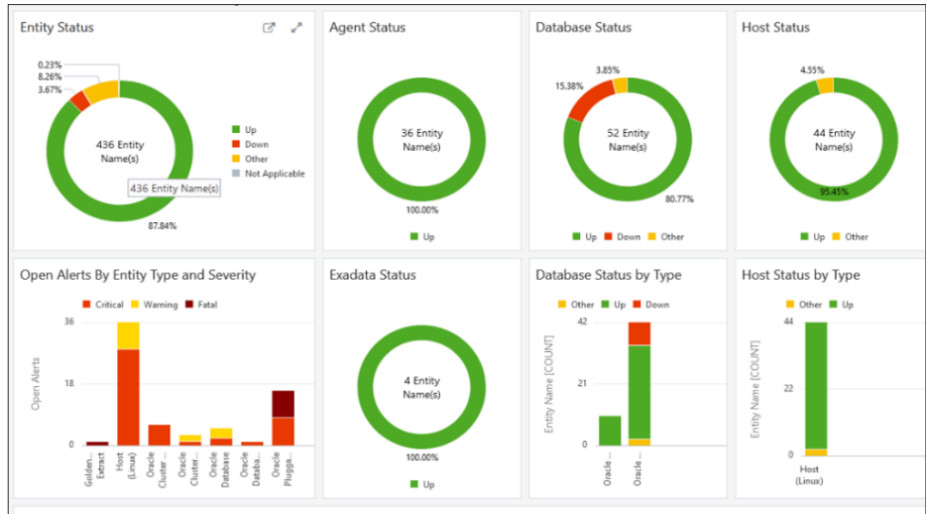 Entity Status
0.23%
8.26%
3.67%
436 Entity
Name(s)
436 Entity Name(s)
87.84%
Up
Down
Other
Not Applicable
Agent Status
36 Entity
Name(s)
100.00%
Up
Database Status
3.85%
15.38%
52 Entity
Name(s)
80.77%
Up Down Other
Host Status
4.55%
44 Entity
Name(s)
95.45%
Up Other
Open Alerts By Entity Type and Severity
Critical Warning Fatal
36
18
0
Open Alerts
Golden...
Extract
Host
(Linux)
Oracle
Cluster ...
Oracle
Cluster...
Oracle
Database
Oracle
Databa...
Oracle
Plugga...
Exadata Status
4 Entity
Name(s)
100.00%
Up
Database Status by Type
Other Up Down
42
21
0
Entity Name [COUNT]
Oracle ...
Oracle ...
Host Status by Type
Other Up
44
22
0
Entity Name [COUNT]
Host
(Linux)